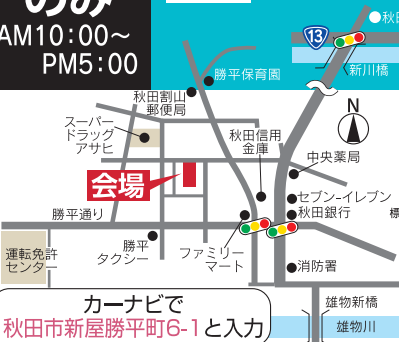 のみ
AM10:00〜
PM5:00
秋田
13
新川橋
勝平保育園
秋田割山
郵便局
スーパー
ドラッグ
アサヒ
秋田信用
金庫
N
中央薬局
会場
セブン-イレブン
秋田銀行
勝平通り
運転免許
センター
勝平
タクシー
ファミリー
マート
消防署
カーナビで
秋田市新屋勝平町6-1と入力
雄物新橋
雄物川